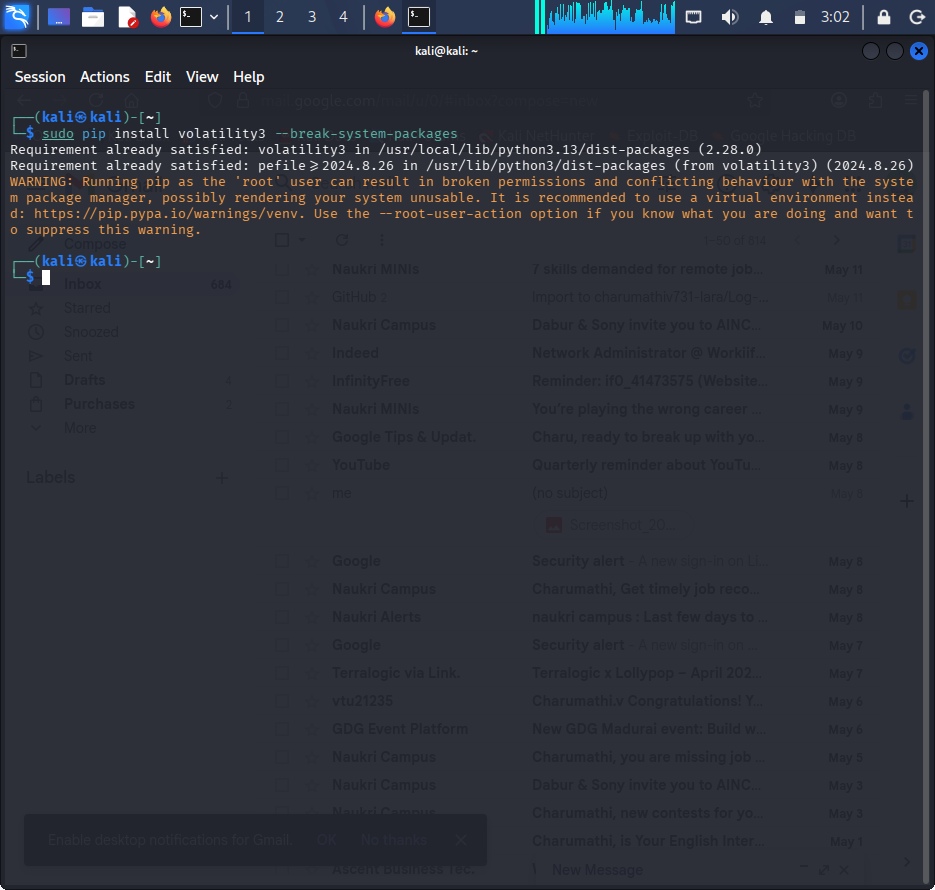 1 2 3 4 3:02
kali@kali: ~
Session Actions Edit View Help
┌──(kali㉿kali)-[~]
└─$ sudo pip install volatility3 --break-system-packages
Requirement already satisfied: volatility3 in /usr/local/lib/python3.13/dist-packages (2.28.0)
Requirement already satisfied: pefile>=2024.8.26 in /usr/lib/python3/dist-packages (from volatility3) (2024.8.26)
WARNING: Running pip as the 'root' user can result in broken permissions and conflicting behaviour with the syste
m package manager, possibly rendering your system unusable. It is recommended to use a virtual environment instea
d: https://pip.pypa.io/warnings/venv. Use the --root-user-action option if you know what you are doing and want t
o suppress this warning.
┌──(kali㉿kali)-[~]
└─$
Compose
1–50 of 814
Inbox 684
Starred
Snoozed
Sent
Drafts 4
Purchases 2
More
Labels
Naukri MINIs 7 skills demanded for remote job... May 11
GitHub 2 Import to charumathiv731-lara/Log-... May 11
Naukri Campus Dabur & Sony invite you to AINC... May 10
Indeed Network Administrator @ Workiif... May 9
InfinityFree Reminder: if0_41473575 (Website... May 9
Naukri MINIs You're playing the wrong career ... May 9
Google Tips & Updat. Charu, ready to break up with yo... May 8
YouTube Quarterly reminder about YouTu... May 8
me (no subject) May 8
Screenshot_20...
Google Security alert - A new sign-in on Li... May 8
Naukri Campus Charumathi, Get timely job reco... May 8
Naukri Alerts naukri campus : Last few days to ... May 8
Google Security alert - A new sign-in on ... May 7
Terralogic via Link. Terralogic x Lollypop – April 202... May 7
vtu21235 Charumathi.v Congratulations! Y... May 6
GDG Event Platform New GDG Madurai event: Build w... May 6
Naukri Campus Charumathi, you are missing job ... May 5
Naukri Campus Dabur & Sony invite you to AINC... May 3
Naukri Campus Charumathi, new contests for yo... May 3
Charumathi, is Your English Inter... May 1
Enable desktop notifications for Gmail. OK No thanks
Ascent Business Tec.
New Message